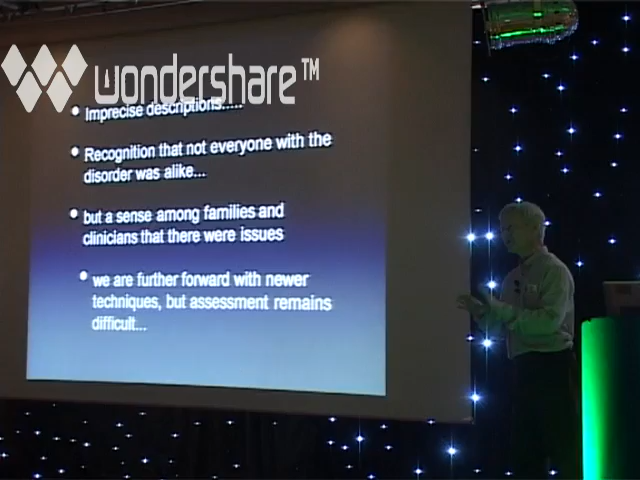 wondershare™
• Imprecise descriptions.....
• Recognition that not everyone with the
disorder was alike...
• but a sense among families and
clinicians that there were issues
• we are further forward with newer
techniques, but assessment remains
difficult...